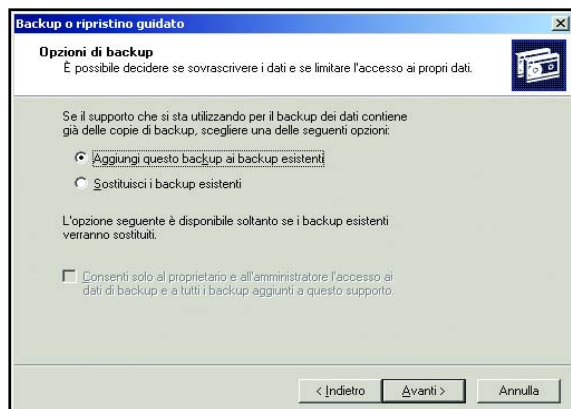 Backup o ripristino guidato
Opzioni di backup
È possibile decidere se sovrascrivere i dati e se limitare l'accesso ai propri dati.
Se il supporto che si sta utilizzando per il backup dei dati contiene
già delle copie di backup, scegliere una delle seguenti opzioni:
Aggiungi questo backup ai backup esistenti
Sostituisci i backup esistenti
L'opzione seguente è disponibile soltanto se i backup esistenti
verranno sostituiti.
Consenti solo al proprietario e all'amministratore l'accesso ai
dati di backup e a tutti i backup aggiunti a questo supporto.
< Indietro
Avanti >
Annulla